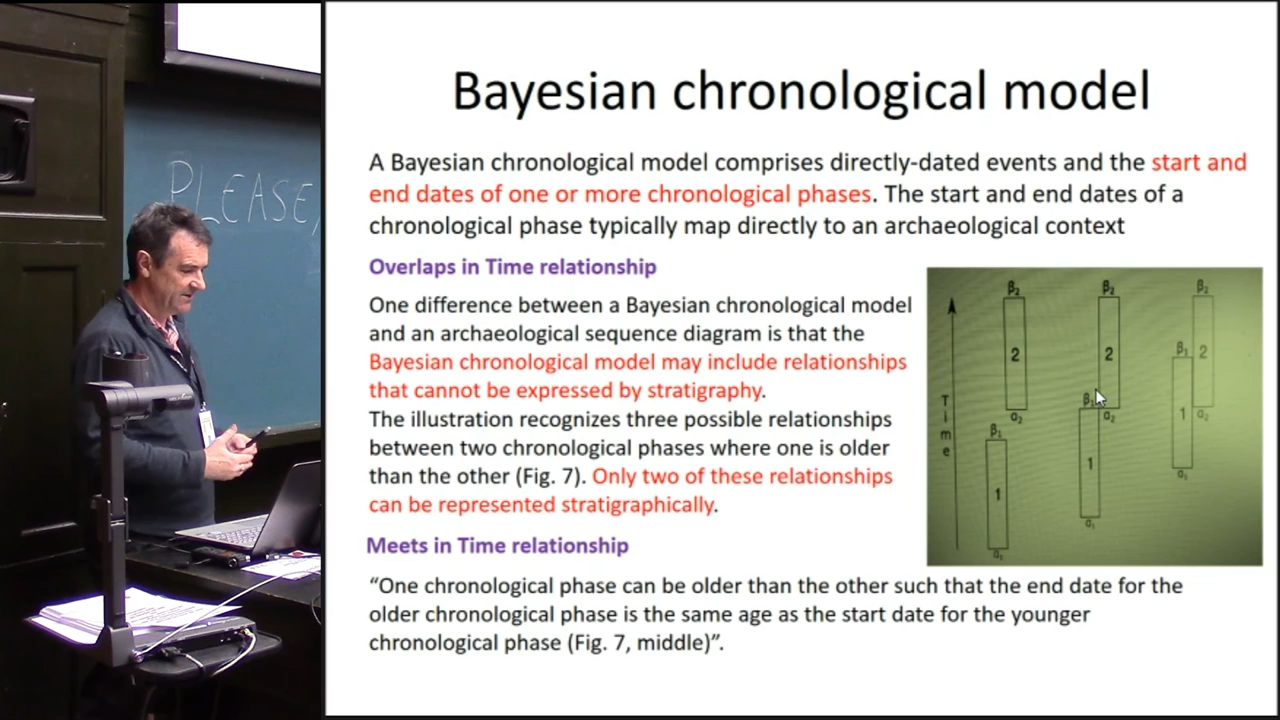 PLEASE,
Bayesian chronological model
A Bayesian chronological model comprises directly-dated events and the start and
end dates of one or more chronological phases. The start and end dates of a
chronological phase typically map directly to an archaeological context
Overlaps in Time relationship
One difference between a Bayesian chronological model
and an archaeological sequence diagram is that the
Bayesian chronological model may include relationships
that cannot be expressed by stratigraphy.
The illustration recognizes three possible relationships
between two chronological phases where one is older
than the other (Fig. 7). Only two of these relationships
can be represented stratigraphically.
Meets in Time relationship
“One chronological phase can be older than the other such that the end date for the
older chronological phase is the same age as the start date for the younger
chronological phase (Fig. 7, middle)”.
Time
β₂ β₂ β₂
2 2 β₁ 2
α₂ β₁ α₂ α₂
β₁ 1
1 1 α₁
α₁
α₁